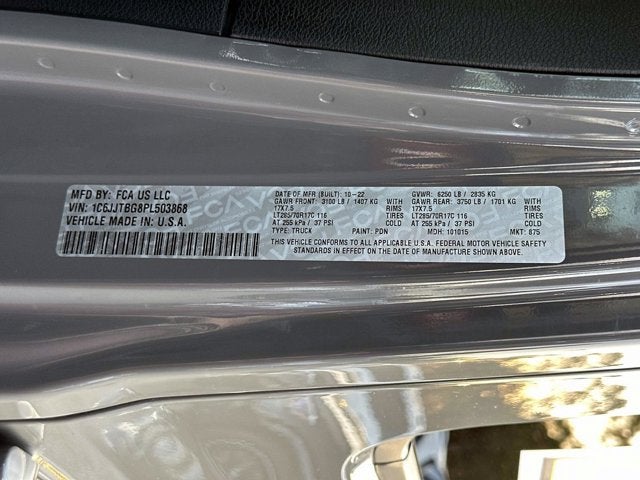 MFD BY: FCA US LLC
VIN: 1C6JJTBG8PL503868
VEHICLE MADE IN: U.S.A.
DATE OF MFR (BUILT): 10-22 GVWR: 6250 LB / 2835 KG
GAWR FRONT: 3100 LB / 1407 KG WITH GAWR REAR: 3750 LB / 1701 KG WITH
17X7.5 RIMS 17X7.5 RIMS
LT285/70R17C 116 TIRES LT285/70R17C 116 TIRES
AT 255 kPa / 37 PSI COLD AT 255 kPa / 37 PSI COLD
TYPE: TRUCK PAINT: PDN MDH: 101015 MKT: 875
THIS VEHICLE CONFORMS TO ALL APPLICABLE U.S.A. FEDERAL MOTOR VEHICLE SAFETY
STANDARDS IN EFFECT ON THE DATE OF MANUFACTURE SHOWN ABOVE.